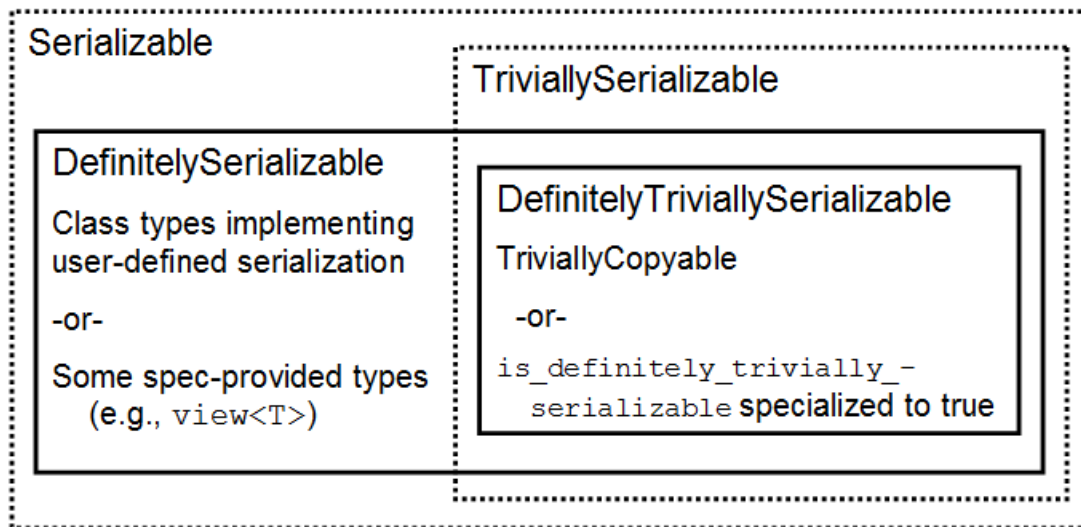 Serializable
TriviallySerializable
DefinitelySerializable
Class types implementing
user-defined serialization
-or-
Some spec-provided types
(e.g., view<T>)
DefinitelyTriviallySerializable
TriviallyCopyable
-or-
is_definitely_trivially_-
serializable specialized to true